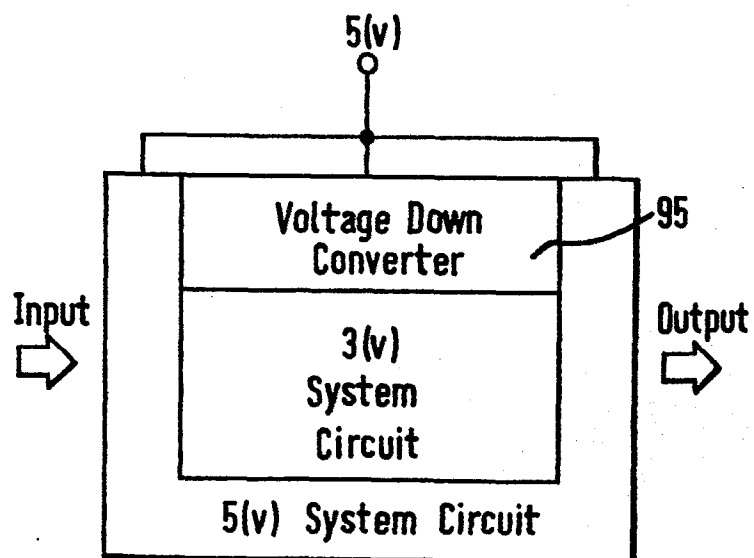 5(v)
Voltage Down
Converter
95
Input
Output
3(v)
System
Circuit
5(v) System Circuit